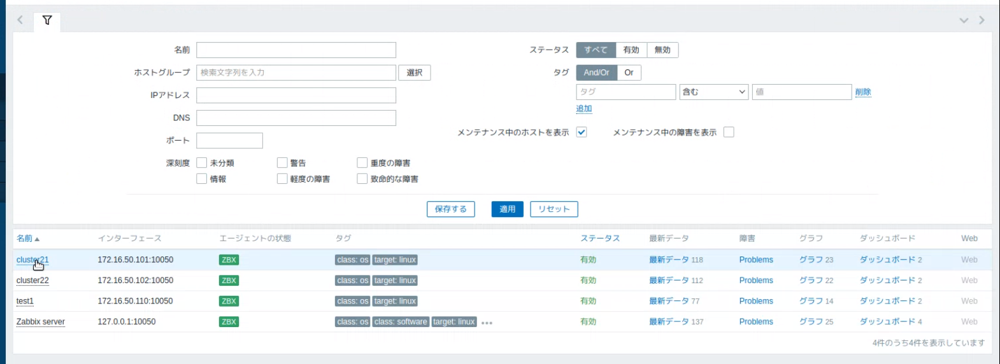 名前 ステータス すべて 有効 無効
ホストグループ 検索文字列を入力 選択 タグ And/Or Or
IPアドレス タグ 含む 値 削除
追加
DNS
メンテナンス中のホストを表示 メンテナンス中の障害を表示
ポート
深刻度 未分類 警告 重度の障害
情報 軽度の障害 致命的な障害
保存する 適用 リセット
名前 インターフェース エージェントの状態 タグ ステータス 最新データ 障害 グラフ ダッシュボード Web
cluster21 172.16.50.101:10050 ZBX class: os target: linux 有効 最新データ 118 Problems グラフ 23 ダッシュボード 2 Web
cluster22 172.16.50.102:10050 ZBX class: os target: linux 有効 最新データ 112 Problems グラフ 22 ダッシュボード 2 Web
test1 172.16.50.110:10050 ZBX class: os target: linux 有効 最新データ 77 Problems グラフ 14 ダッシュボード 2 Web
Zabbix server 127.0.0.1:10050 ZBX class: os class: software target: linux ••• 有効 最新データ 137 Problems グラフ 25 ダッシュボード 4 Web
4件のうち4件を表示しています